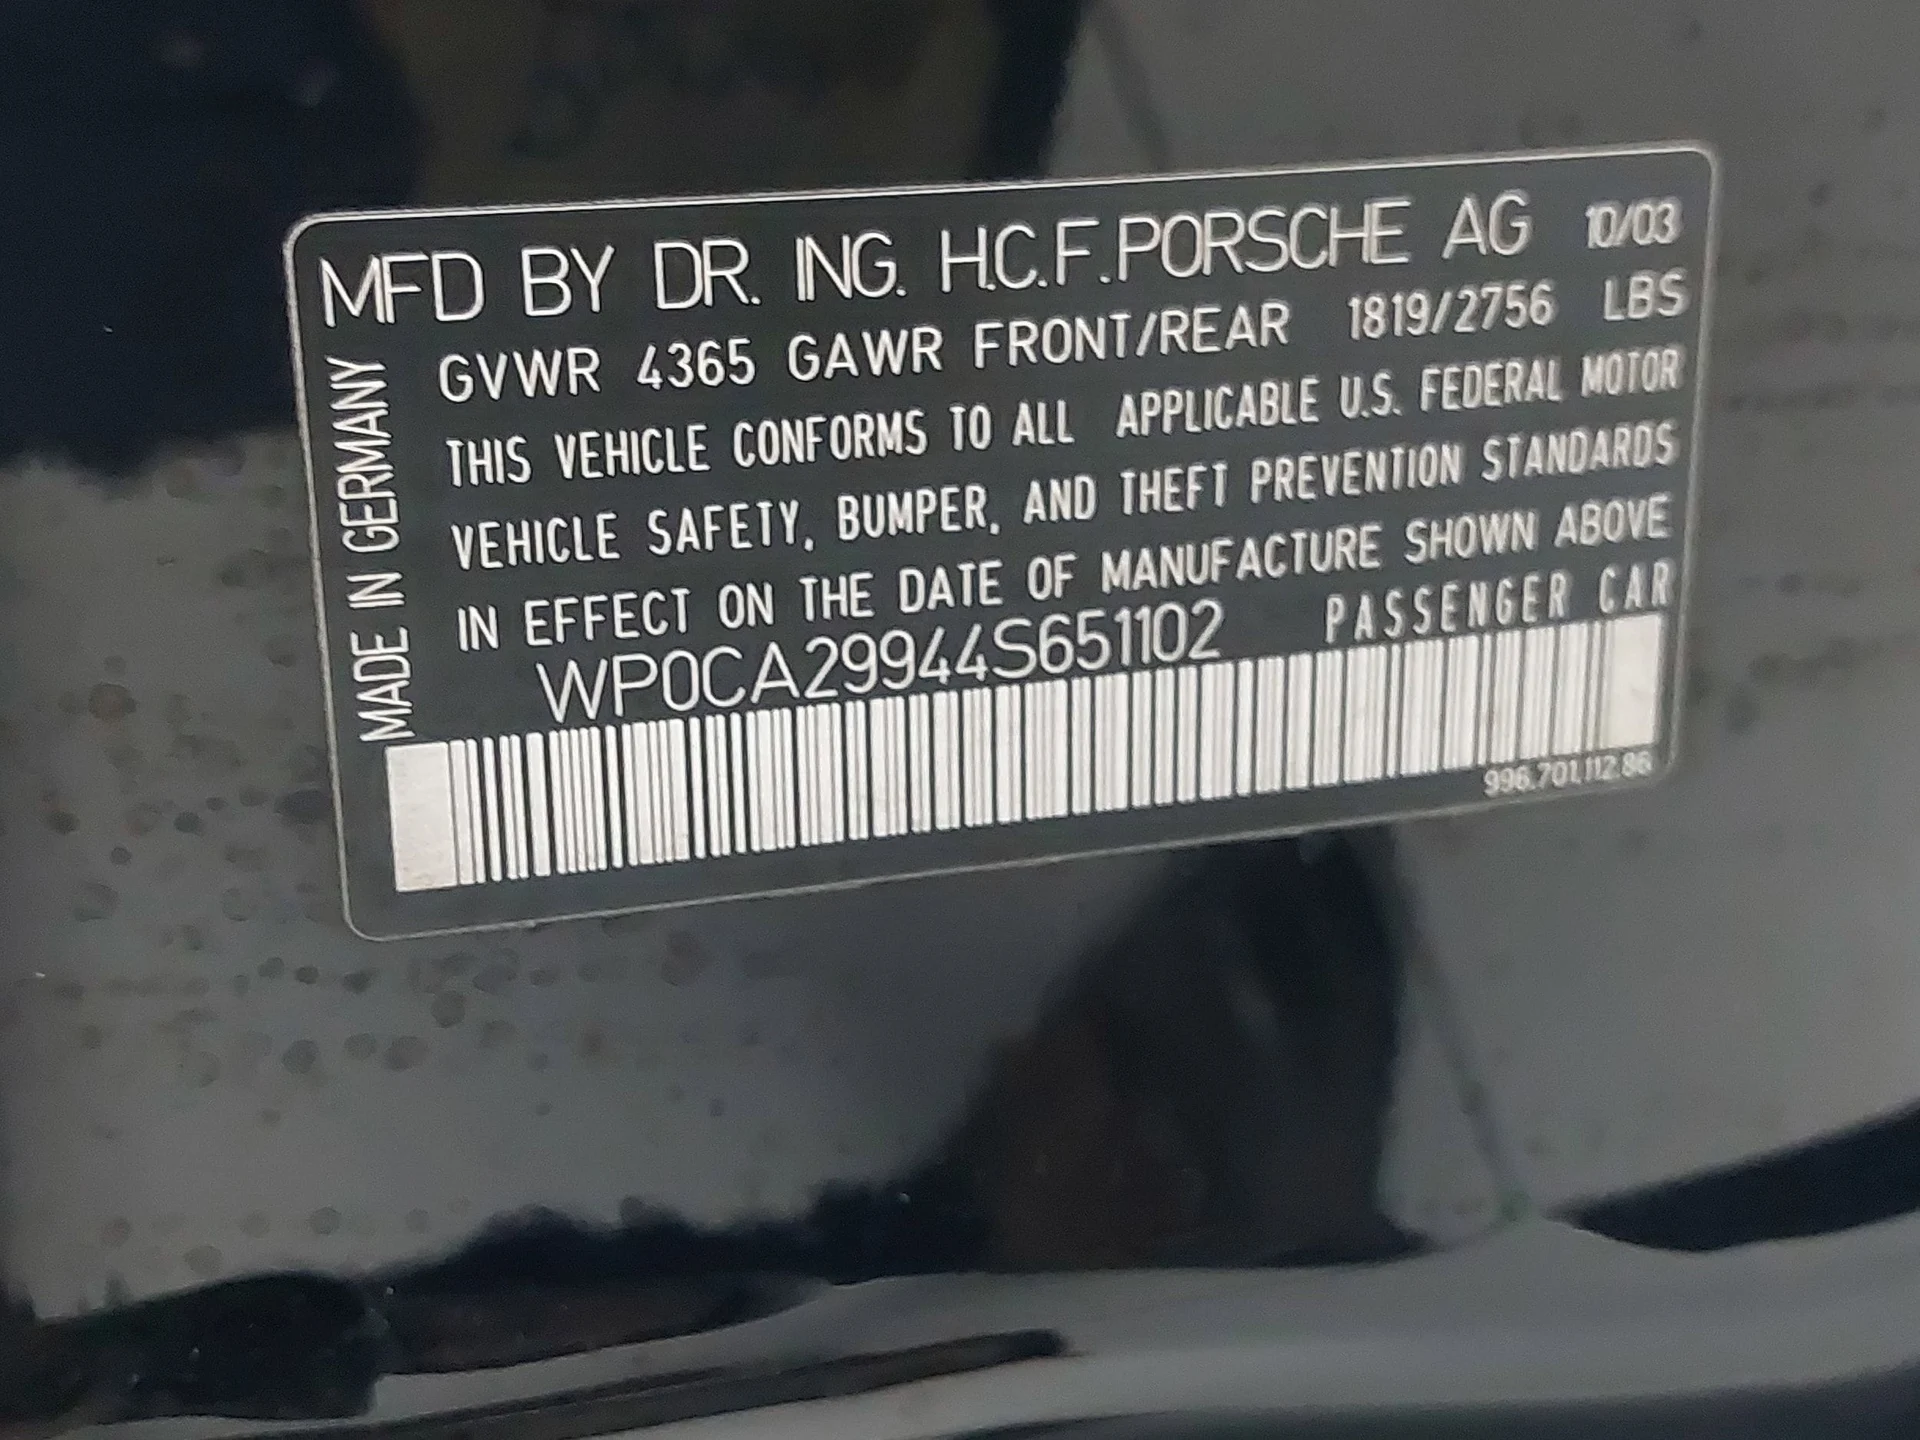 MFD BY DR. ING. H.C.F. PORSCHE AG 10/03
GVWR 4365 GAWR FRONT/REAR 1819/2756 LBS
THIS VEHICLE CONFORMS TO ALL APPLICABLE U.S. FEDERAL MOTOR
VEHICLE SAFETY, BUMPER, AND THEFT PREVENTION STANDARDS
IN EFFECT ON THE DATE OF MANUFACTURE SHOWN ABOVE
WP0CA29944S651102 PASSENGER CAR
996.701.112.86
MADE IN GERMANY